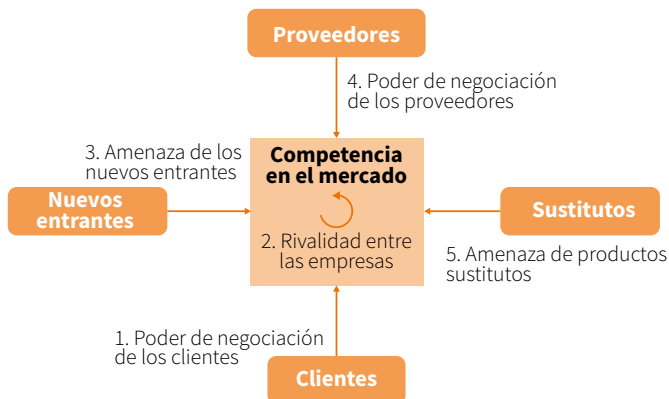 Proveedores
4. Poder de negociación
de los proveedores
3. Amenaza de los
nuevos entrantes
Competencia
en el mercado
Nuevos
entrantes
Sustitutos
2. Rivalidad entre
las empresas
5. Amenaza de productos
sustitutos
1. Poder de negociación
de los clientes
Clientes